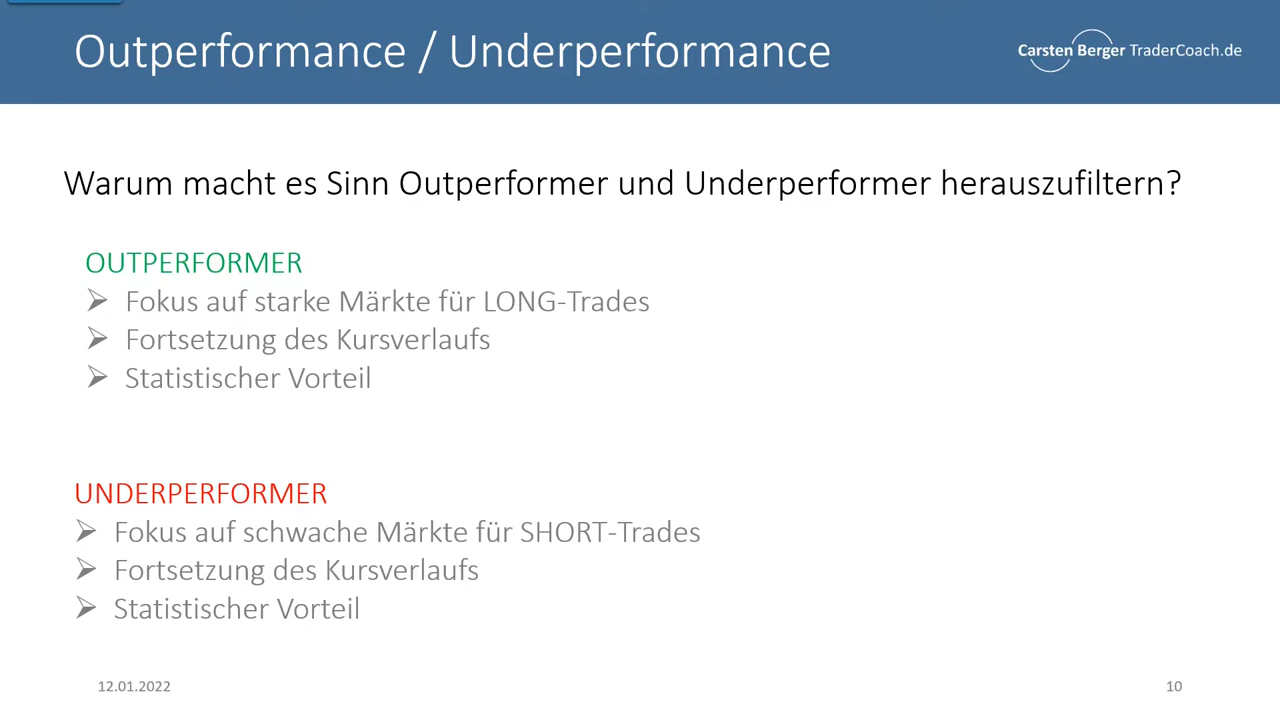 Outperformance / Underperformance
Carsten Berger TraderCoach.de
Warum macht es Sinn Outperformer und Underperformer herauszufiltern?
OUTPERFORMER
Fokus auf starke Märkte für LONG-Trades
Fortsetzung des Kursverlaufs
Statistischer Vorteil
UNDERPERFORMER
Fokus auf schwache Märkte für SHORT-Trades
Fortsetzung des Kursverlaufs
Statistischer Vorteil
12.01.2022
10